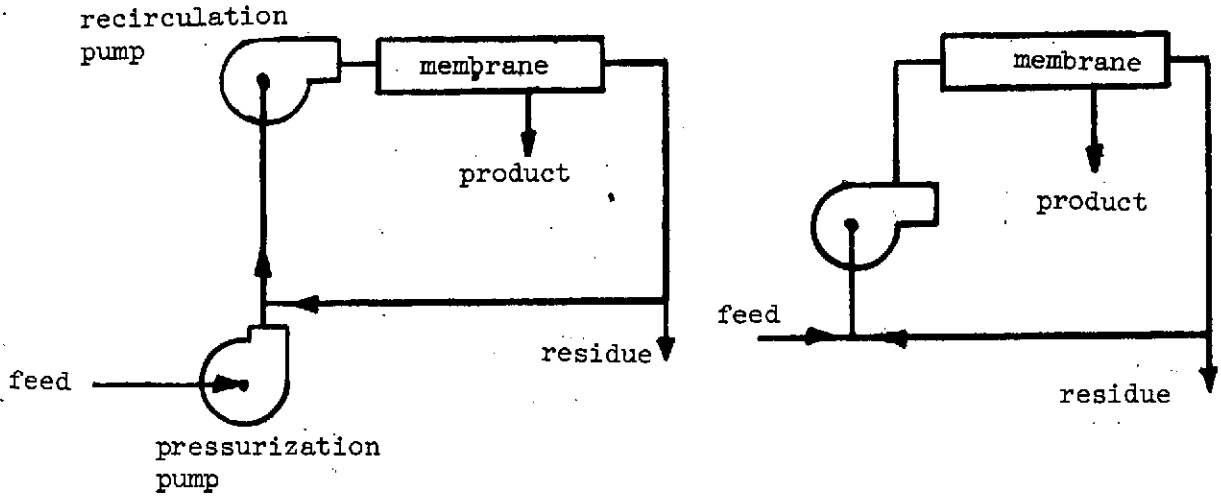 recirculation
pump
membrane
product
feed
residue
pressurization
pump
membrane
product
feed
residue